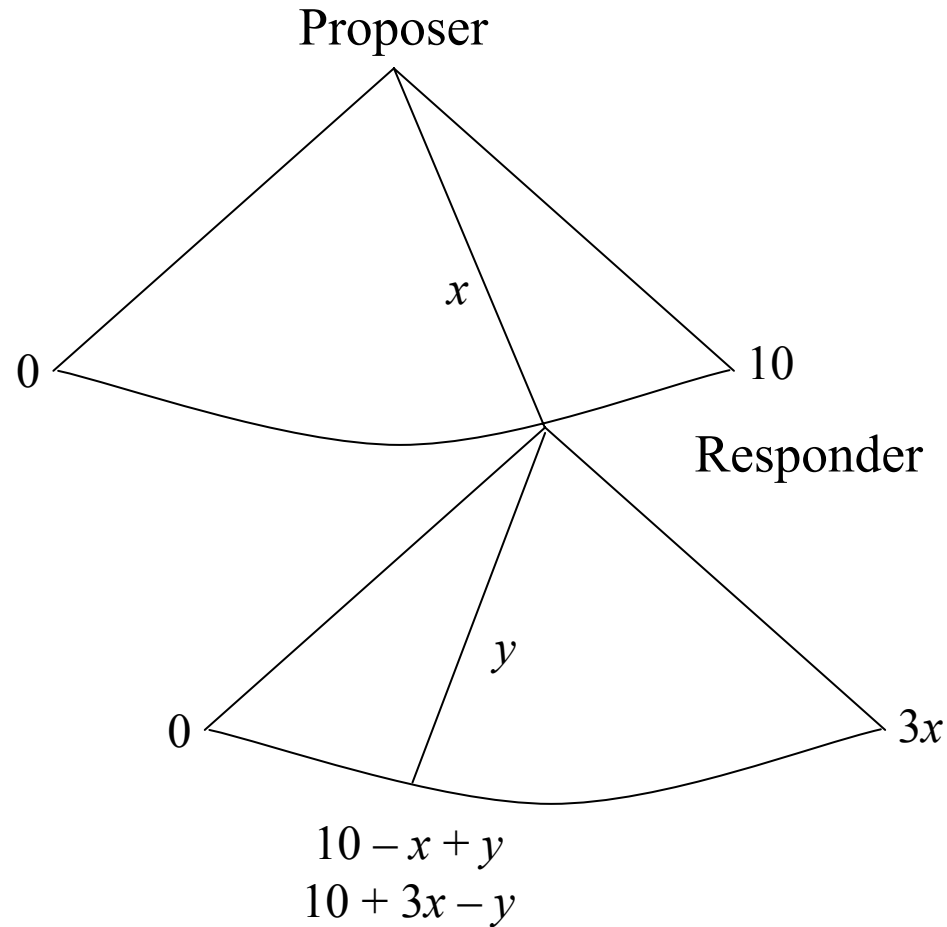 Proposer
x
0
10
Responder
y
0
3x
10 – x + y
10 + 3x – y